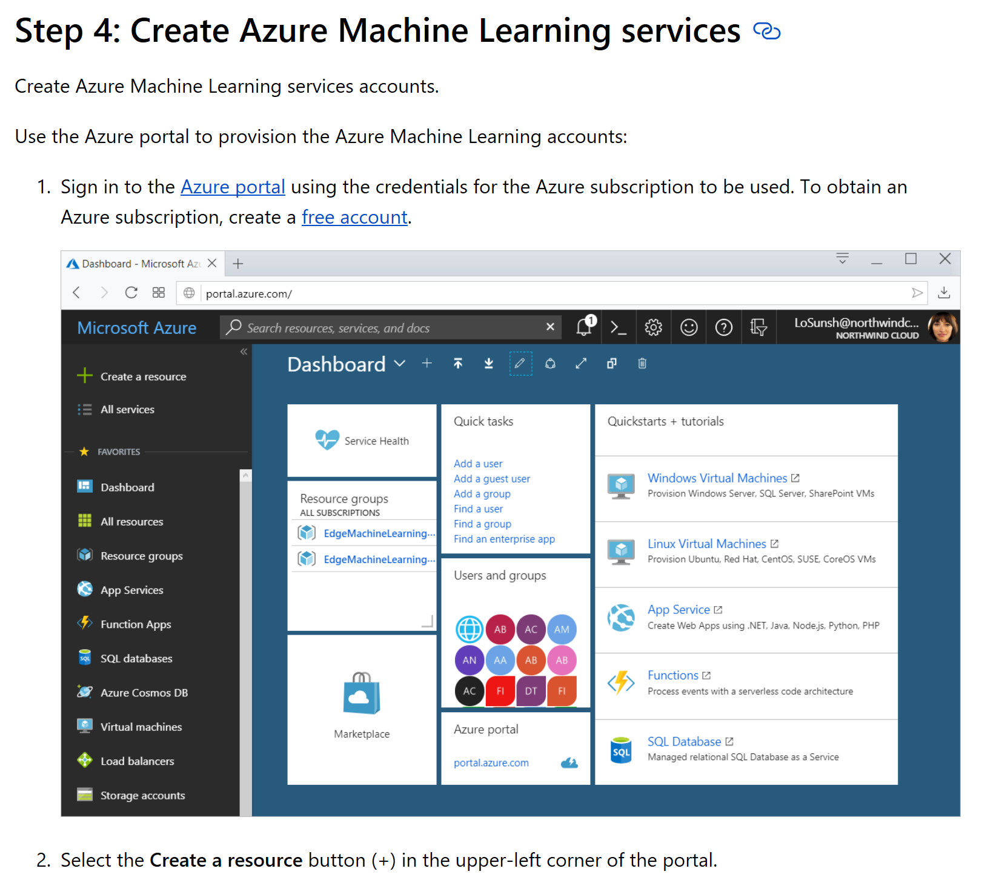 Step 4: Create Azure Machine Learning services
Create Azure Machine Learning services accounts.
Use the Azure portal to provision the Azure Machine Learning accounts:
1. Sign in to the Azure portal using the credentials for the Azure subscription to be used. To obtain an
Azure subscription, create a free account.
Dashboard - Microsoft Azu
portal.azure.com/
Microsoft Azure
Search resources, services, and docs
1
LoSunsh@northwindc...
NORTHWIND CLOUD
Create a resource
All services
FAVORITES
Dashboard
All resources
Resource groups
App Services
Function Apps
SQL
SQL databases
Azure Cosmos DB
Virtual machines
Load balancers
Storage accounts
Dashboard
Service Health
Resource groups
ALL SUBSCRIPTIONS
EdgeMachineLearning...
EdgeMachineLearning...
Marketplace
Quick tasks
Add a user
Add a guest user
Add a group
Find a user
Find a group
Find an enterprise app
Users and groups
AB AC AM
AN AA AB AB
AC FI DT FI
Azure portal
portal.azure.com
Quickstarts + tutorials
Windows Virtual Machines
Provision Windows Server, SQL Server, SharePoint VMs
Linux Virtual Machines
Provision Ubuntu, Red Hat, CentOS, SUSE, CoreOS VMs
App Service
Create Web Apps using .NET, Java, Node.js, Python, PHP
Functions
Process events with a serverless code architecture
SQL
SQL Database
Managed relational SQL Database as a Service
2. Select the Create a resource button (+) in the upper-left corner of the portal.